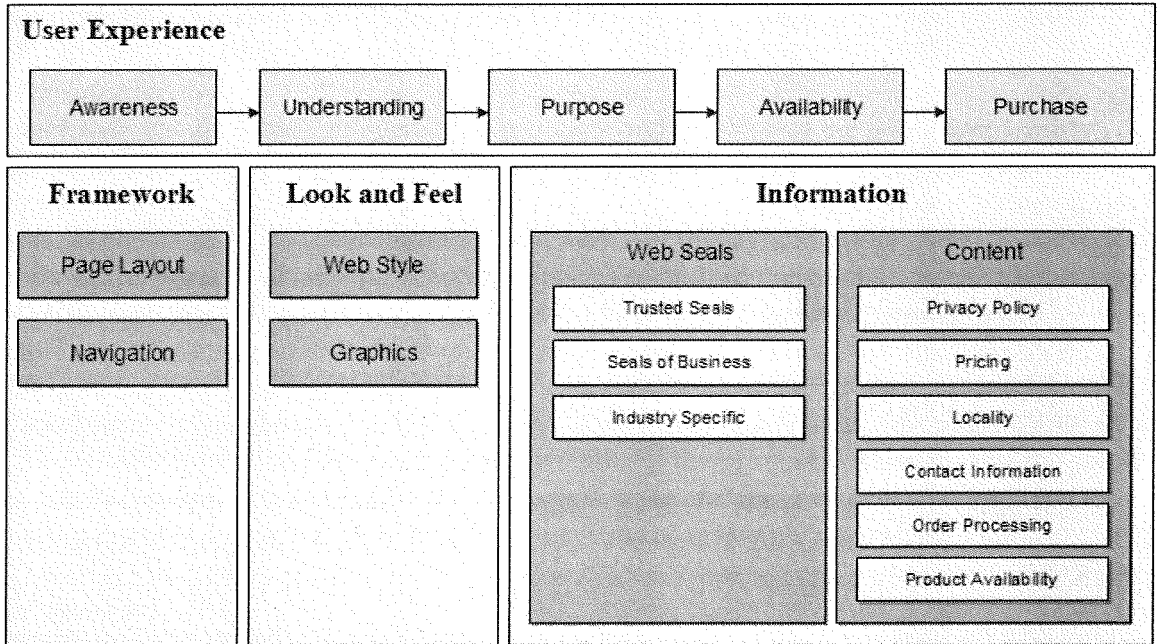 User Experience
Awareness
Understanding
Purpose
Availability
Purchase
Framework
Page Layout
Navigation
Look and Feel
Web Style
Graphics
Information
Web Seals
Trusted Seals
Seals of Business
Industry Specific
Content
Privacy Policy
Pricing
Locality
Contact Information
Order Processing
Product Availability